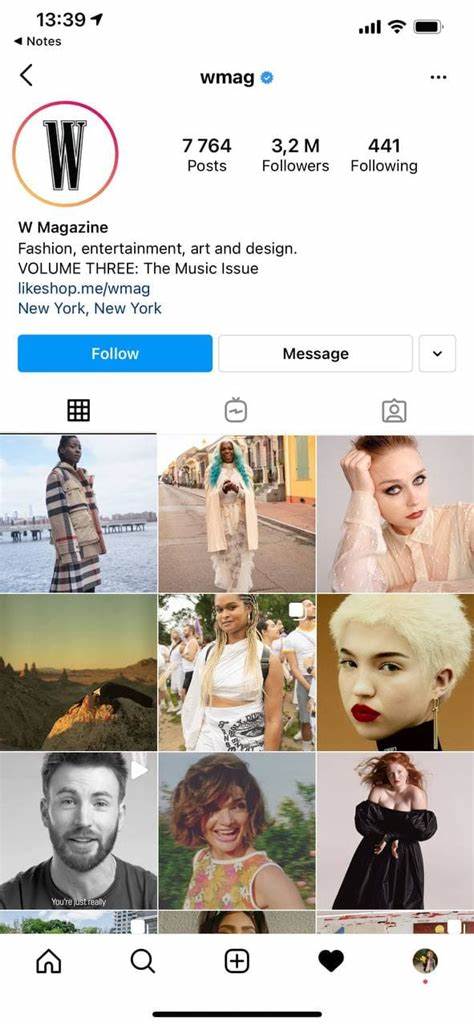 13:39
Notes
wmag
W
7 764
Posts
3,2 M
Followers
441
Following
W Magazine
Fashion, entertainment, art and design.
VOLUME THREE: The Music Issue
likeshop.me/wmag
New York, New York
Follow
Message
You're just really